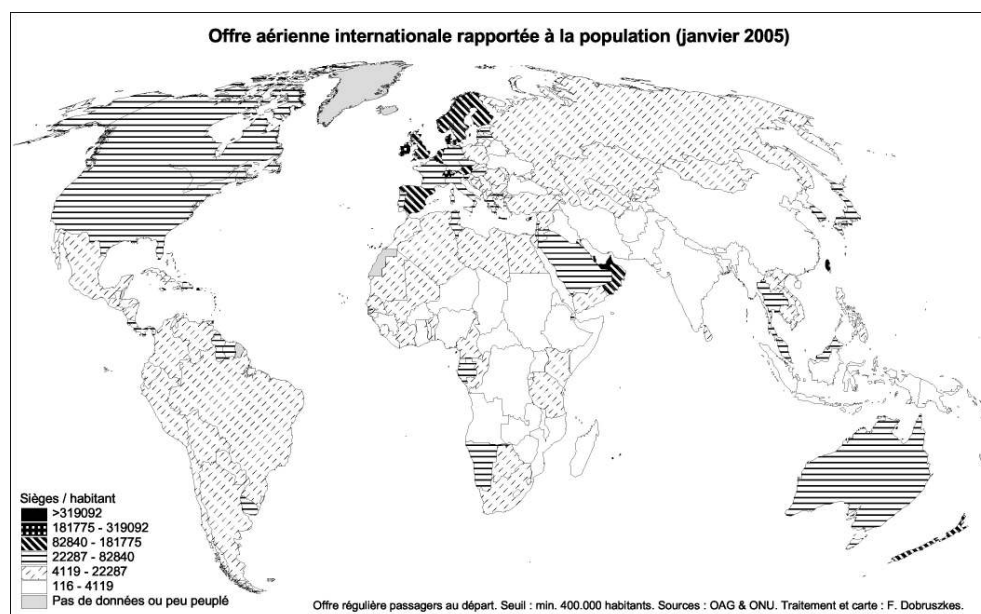 Offre aérienne internationale rapportée à la population (janvier 2005)
Sièges / habitant
>319092
181775 - 319092
82840 - 181775
22287 - 82840
4119 - 22287
116 - 4119
Pas de données ou peu peuplé
Offre régulière passagers au départ. Seuil : min. 400.000 habitants. Sources : OAG & ONU. Traitement et carte : F. Dobruszkes.